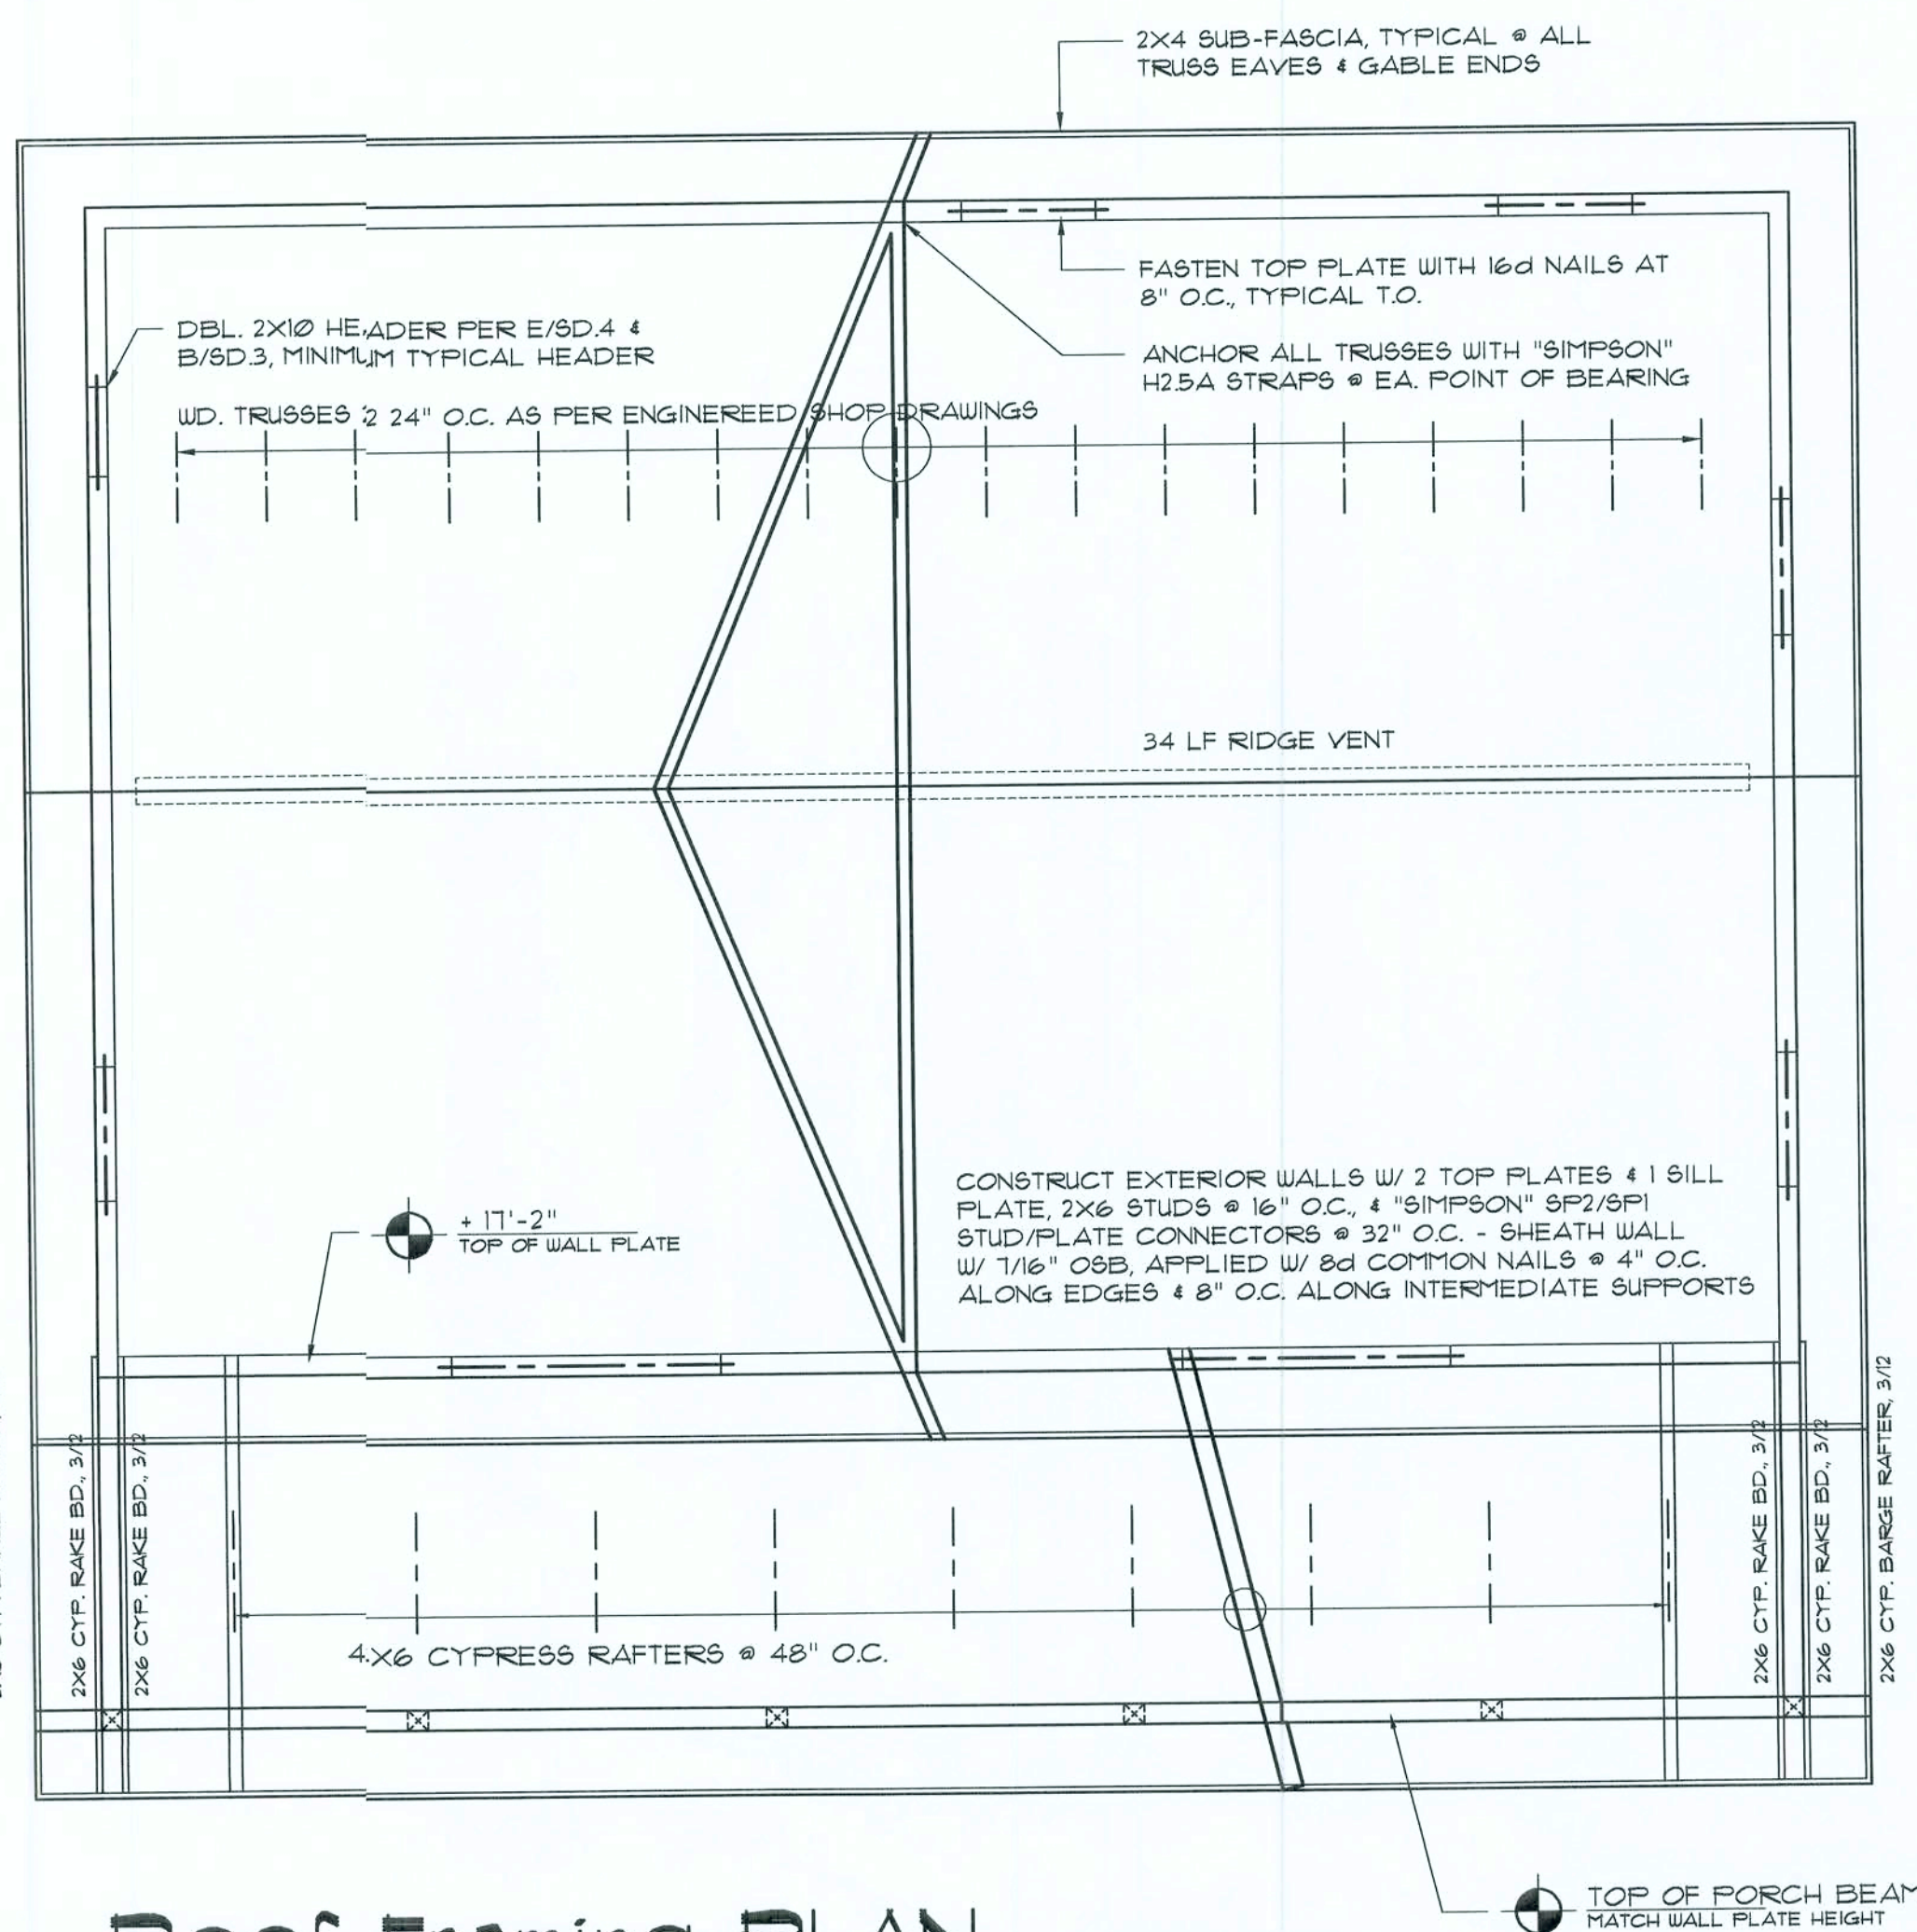 2X4 SUB-FASCIA, TYPICAL @ ALL
TRUSS EAVES & GABLE ENDS
FASTEN TOP PLATE WITH 16d NAILS AT
8" O.C., TYPICAL T.O.
DBL. 2X10 HEADER PER E/SD.4 &
B/SD.3, MINIMUM TYPICAL HEADER
ANCHOR ALL TRUSSES WITH "SIMPSON"
H2.5A STRAPS @ EA. POINT OF BEARING
WD. TRUSSES 2 24" O.C. AS PER ENGINEREED SHOP DRAWINGS
34 LF RIDGE VENT
CONSTRUCT EXTERIOR WALLS W/ 2 TOP PLATES & 1 SILL
PLATE, 2X6 STUDS @ 16" O.C., & "SIMPSON" SP2/SP1
STUD/PLATE CONNECTORS @ 32" O.C. - SHEATH WALL
W/ 7/16" OSB, APPLIED W/ 8d COMMON NAILS @ 4" O.C.
ALONG EDGES & 8" O.C. ALONG INTERMEDIATE SUPPORTS
+ 17'-2"
TOP OF WALL PLATE
2X6 CYP. RAKE BD., 3/12
2X6 CYP. RAKE BD., 3/12
2X6 CYP. RAKE BD., 3/12
2X6 CYP. RAKE BD., 3/12
2X6 CYP. BARGE RAFTER, 3/12
4X6 CYPRESS RAFTERS @ 48" O.C.
TOP OF PORCH BEAM
MATCH WALL PLATE HEIGHT
Roof Framing PLAN